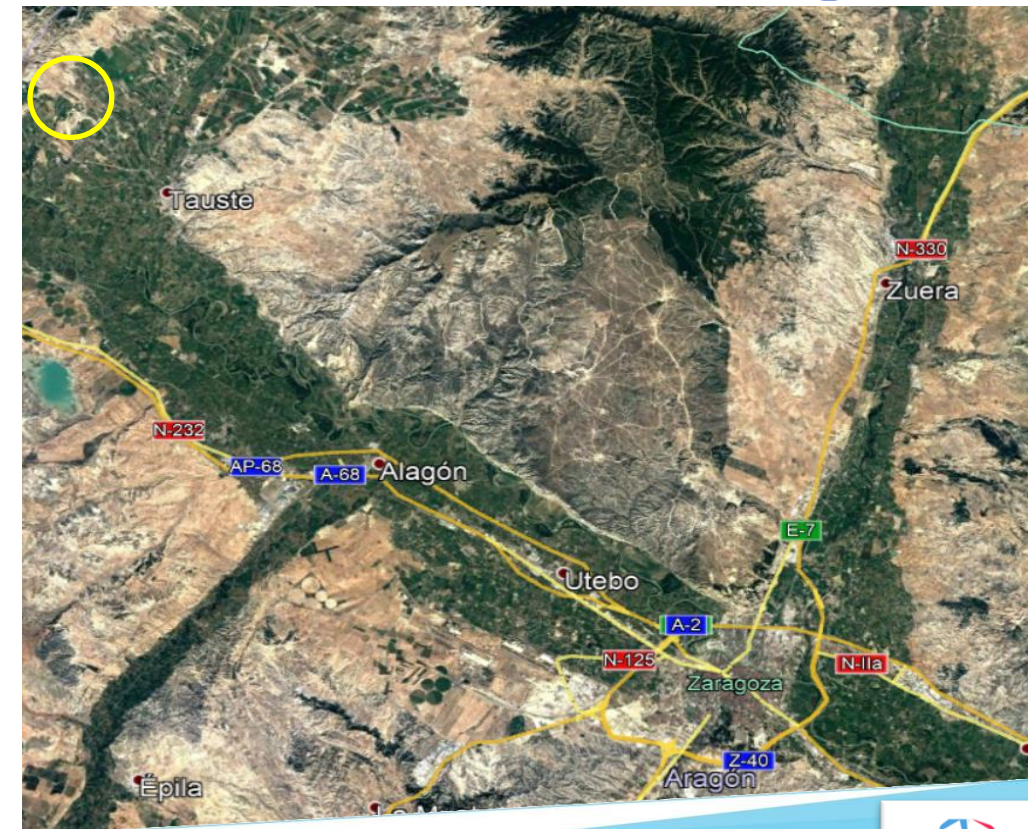 Tauste
N-330
Zuera
N-232
AP-68
A-68
Alagón
E-7
Utebo
A-2
N-125
N-IIa
Zaragoza
Z-40
Aragón
Épila